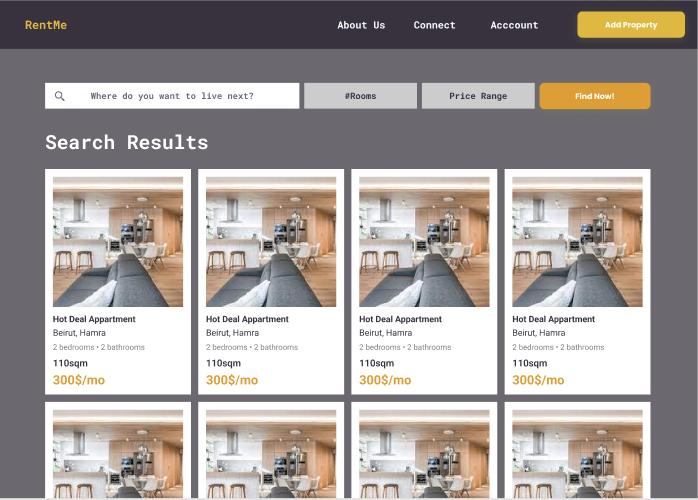 RentMe About Us Connect Acccount Add Property
Where do you want to live next? #Rooms Price Range Find Now!
Search Results
Hot Deal Appartment Hot Deal Appartment Hot Deal Appartment Hot Deal Appartment
Beirut, Hamra Beirut, Hamra Beirut, Hamra Beirut, Hamra
2 bedrooms • 2 bathrooms 2 bedrooms • 2 bathrooms 2 bedrooms • 2 bathrooms 2 bedrooms • 2 bathrooms
110sqm 110sqm 110sqm 110sqm
300$/mo 300$/mo 300$/mo 300$/mo